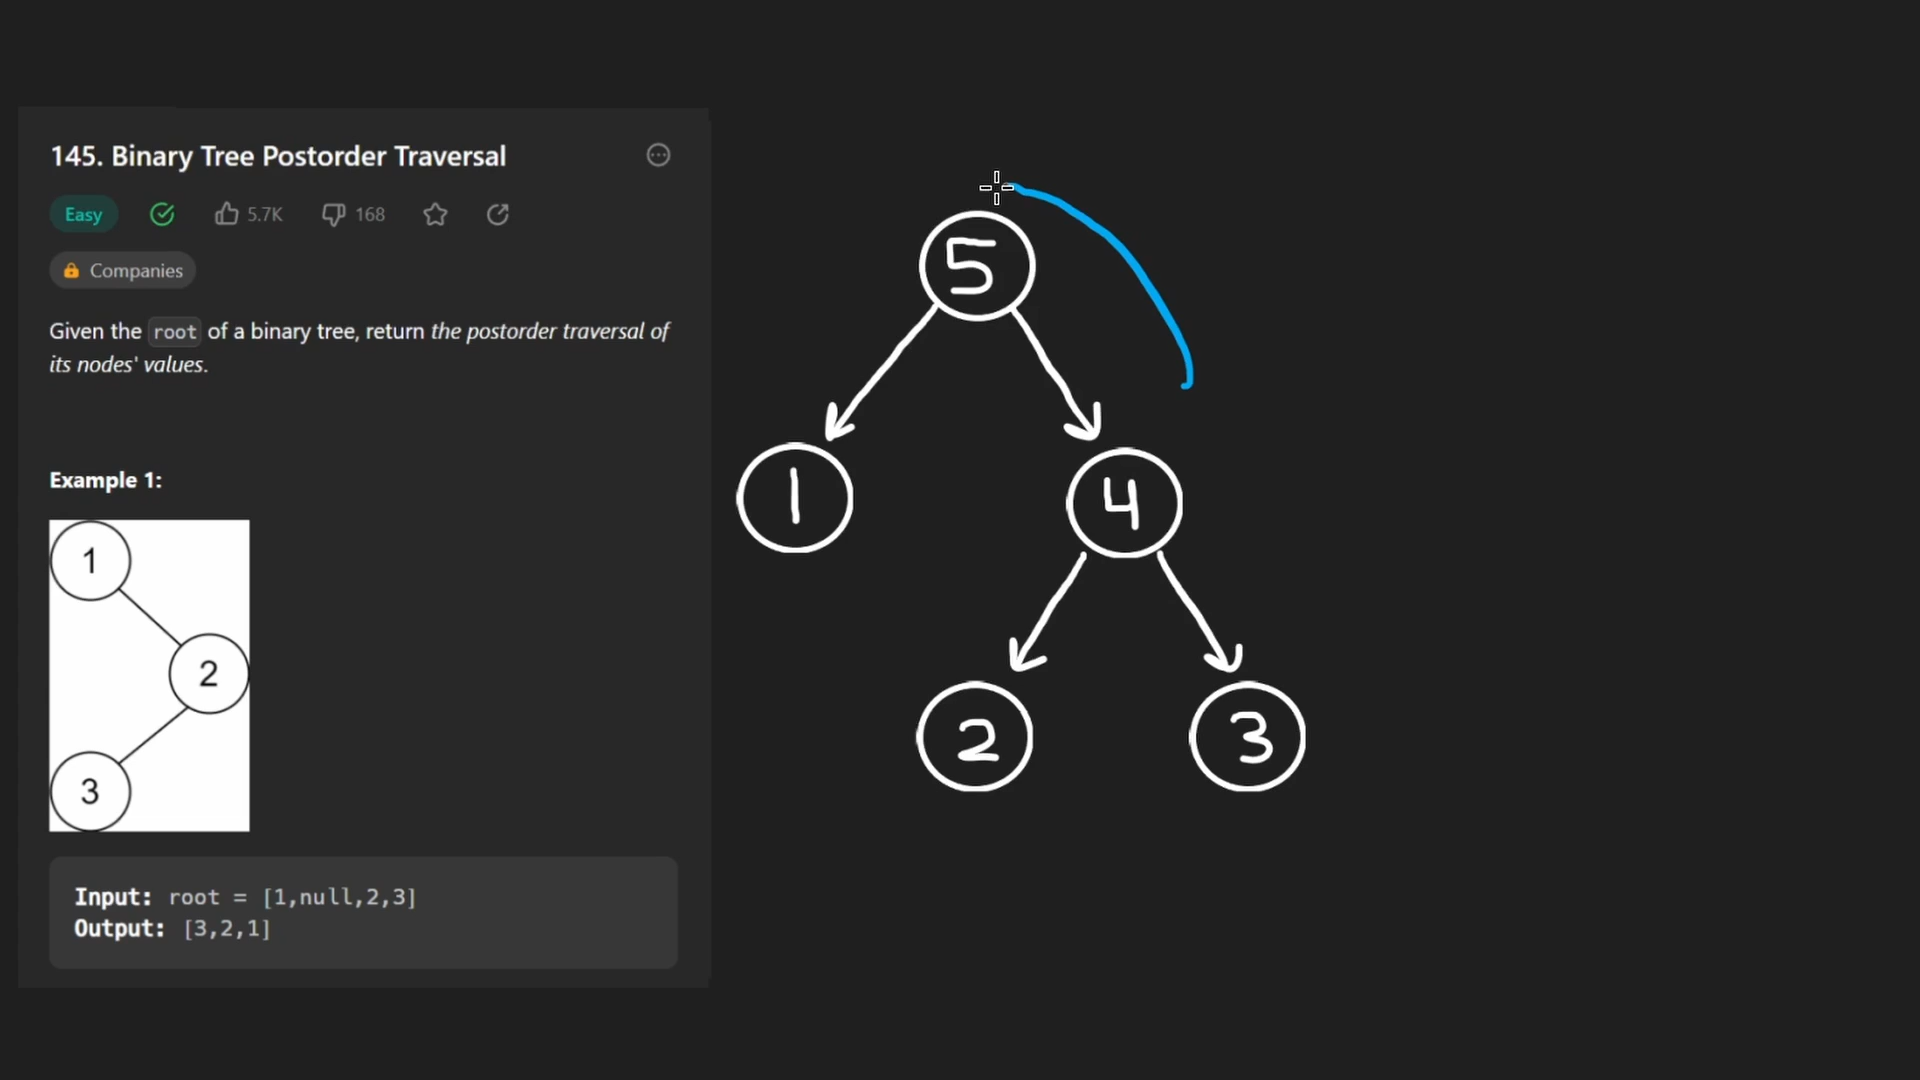 145. Binary Tree Postorder Traversal
Easy 5.7K 168
Companies
Given the root of a binary tree, return the postorder traversal of
its nodes' values.
Example 1:
1
2
3
Input: root = [1,null,2,3]
Output: [3,2,1]
5
1 4
2 3